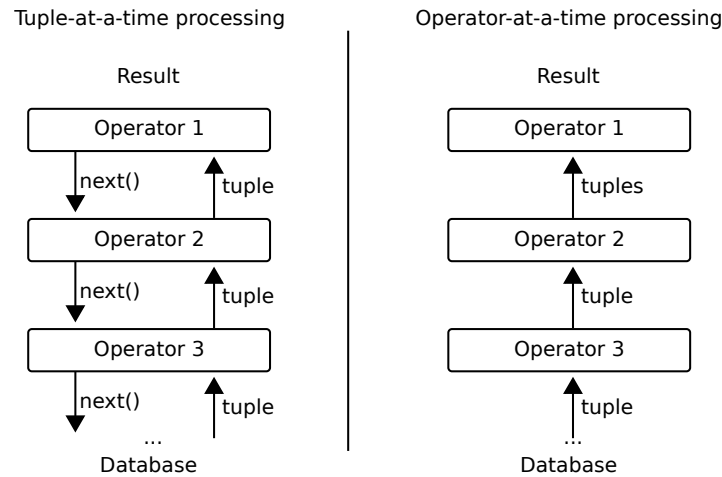 Tuple-at-a-time processing
Result
Operator 1
next()
tuple
Operator 2
next()
tuple
Operator 3
next()
tuple
...
Database
Operator-at-a-time processing
Result
Operator 1
tuples
Operator 2
tuple
Operator 3
tuple
...
Database